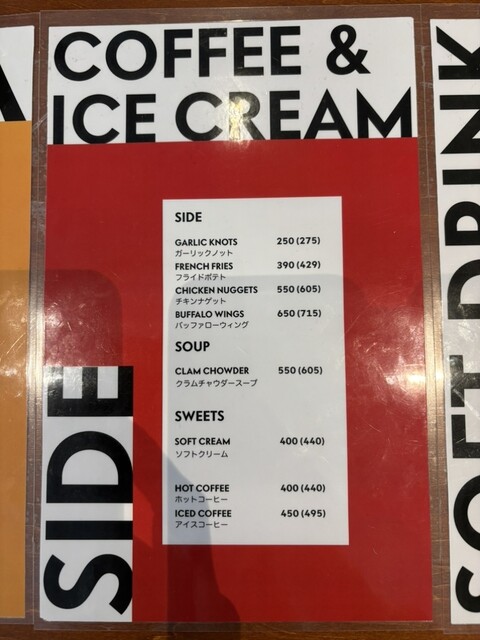 COFFEE &
ICE CREAM
SIDE
SIDE
GARLIC KNOTS 250 (275)
ガーリックノット
FRENCH FRIES 390 (429)
フライドポテト
CHICKEN NUGGETS 550 (605)
チキンナゲット
BUFFALO WINGS 650 (715)
バッファローウィング
SOUP
CLAM CHOWDER 550 (605)
クラムチャウダースープ
SWEETS
SOFT CREAM 400 (440)
ソフトクリーム
HOT COFFEE 400 (440)
ホットコーヒー
ICED COFFEE 450 (495)
アイスコーヒー
SOFT DRINK